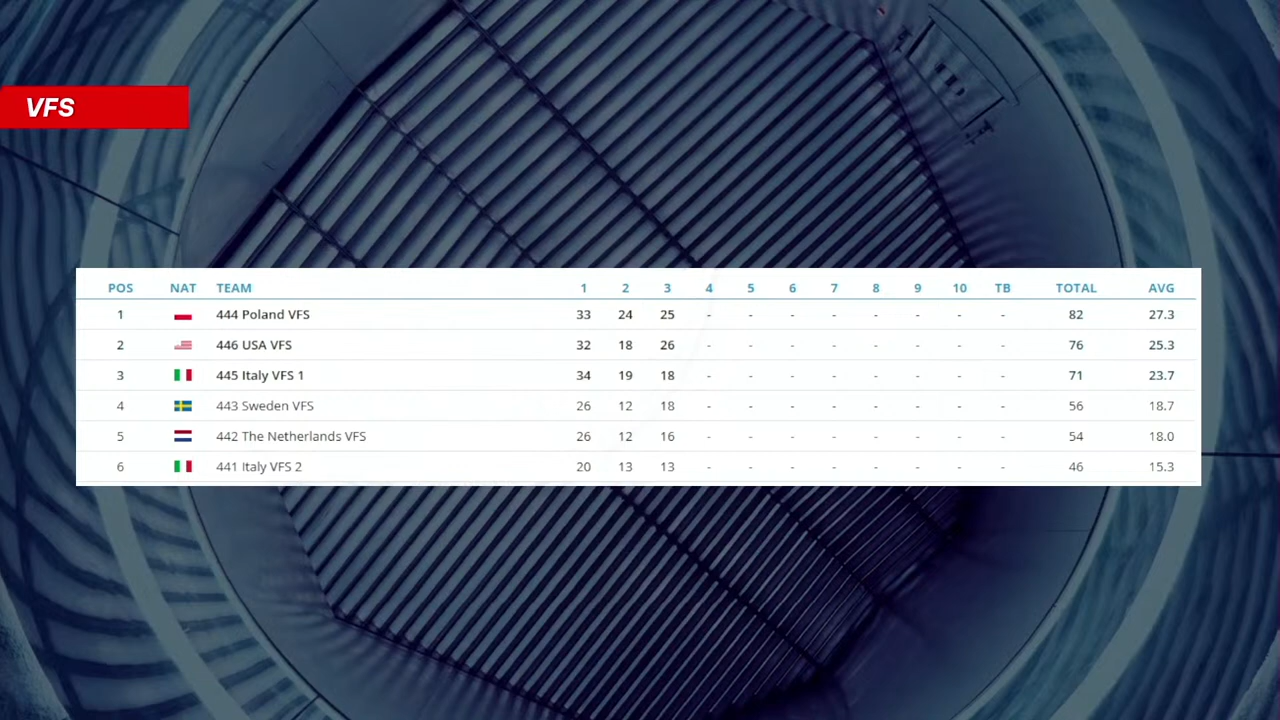 VFS
POS NAT TEAM 1 2 3 4 5 6 7 8 9 10 TB TOTAL AVG
1 444 Poland VFS 33 24 25 - - - - - - - - 82 27.3
2 446 USA VFS 32 18 26 - - - - - - - - 76 25.3
3 445 Italy VFS 1 34 19 18 - - - - - - - - 71 23.7
4 443 Sweden VFS 26 12 18 - - - - - - - - 56 18.7
5 442 The Netherlands VFS 26 12 16 - - - - - - - - 54 18.0
6 441 Italy VFS 2 20 13 13 - - - - - - - - 46 15.3